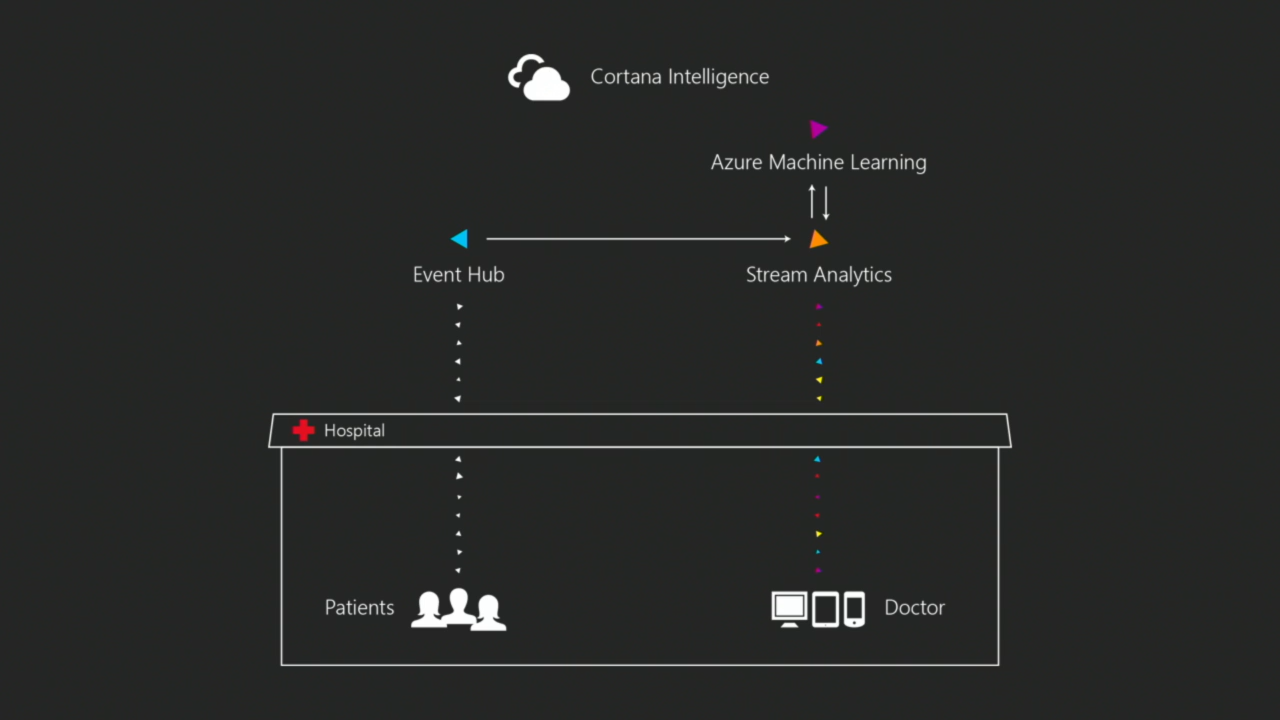 Cortana Intelligence
Azure Machine Learning
Event Hub
Stream Analytics
Hospital
Patients
Doctor